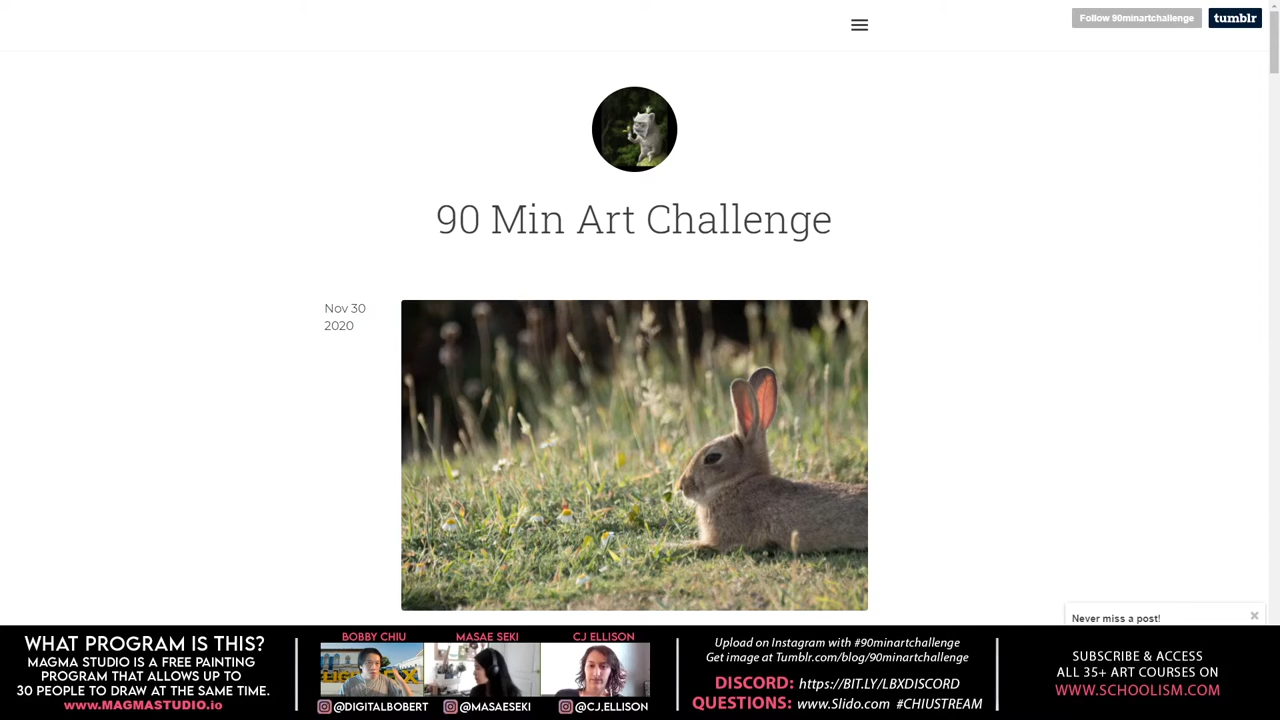 Follow 90minartchallenge
tumblr
90 Min Art Challenge
Nov 30
2020
Never miss a post!
WHAT PROGRAM IS THIS?
MAGMA STUDIO IS A FREE PAINTING
PROGRAM THAT ALLOWS UP TO
30 PEOPLE TO DRAW AT THE SAME TIME.
www.MAGMASTUDIO.io
BOBBY CHIU
MASAE SEKI
CJ ELLISON
@DIGITALBOBERT
@MASAESEKI
@CJ.ELLISON
Upload on Instagram with #90minartchallenge
Get image at Tumblr.com/blog/90minartchallenge
DISCORD: https://BIT.LY/LBXDISCORD
QUESTIONS: www.Slido.com #CHIUSTREAM
SUBSCRIBE & ACCESS
ALL 35+ ART COURSES ON
WWW.SCHOOLISM.COM